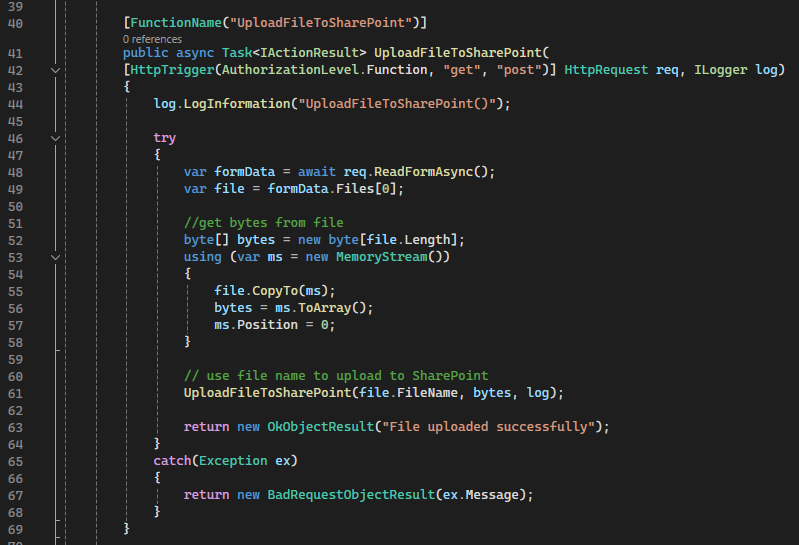 39
40 [FunctionName("UploadFileToSharePoint")]
0 references
41 public async Task<IActionResult> UploadFileToSharePoint(
42 [HttpTrigger(AuthorizationLevel.Function, "get", "post")] HttpRequest req, ILogger log)
43 {
44 log.LogInformation("UploadFileToSharePoint()");
45
46 try
47 {
48 var formData = await req.ReadFormAsync();
49 var file = formData.Files[0];
50
51 //get bytes from file
52 byte[] bytes = new byte[file.Length];
53 using (var ms = new MemoryStream())
54 {
55 file.CopyTo(ms);
56 bytes = ms.ToArray();
57 ms.Position = 0;
58 }
59
60 // use file name to upload to SharePoint
61 UploadFileToSharePoint(file.FileName, bytes, log);
62
63 return new OkObjectResult("File uploaded successfully");
64 }
65 catch(Exception ex)
66 {
67 return new BadRequestObjectResult(ex.Message);
68 }
69 }